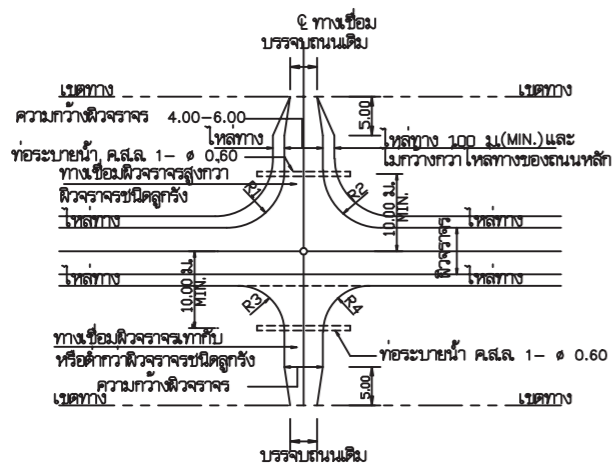 ℄ ทางเชื่อม
บรรจบถนนเดิม
เขตทาง
เขตทาง
ความกว้างผิวจราจร 4.00-6.00
5.00
ไหล่ทาง
ไหล่ทาง 1.00 ม.(MIN.)และ
ไม่กว้างกว่าไหล่ทางของถนนหลัก
ท่อระบายน้ำ ค.ส.ล. 1- ø 0.60
ทางเชื่อมผิวจราจรสูงกว่า
ผิวจราจรชนิดลูกรัง
R1
R2
10.00 ม.
MIN.
ไหล่ทาง
ไหล่ทาง
ผิวจราจร
ไหล่ทาง
ไหล่ทาง
10.00 ม.
MIN.
R3
R4
ทางเชื่อมผิวจราจรเท่ากับ
หรือต่ำกว่าผิวจราจรชนิดลูกรัง
ท่อระบายน้ำ ค.ส.ล. 1- ø 0.60
ความกว้างผิวจราจร
5.00
เขตทาง
เขตทาง
บรรจบถนนเดิม